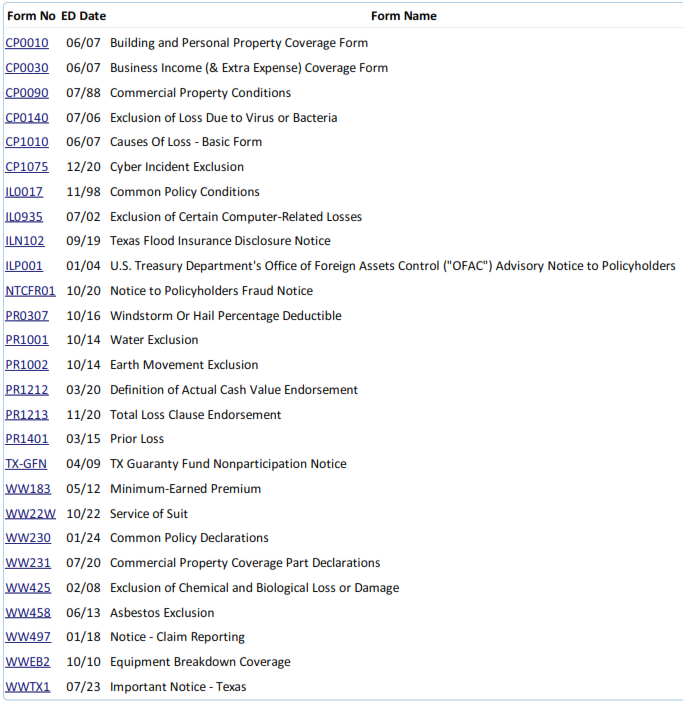 Form No ED Date Form Name
CP0010 06/07 Building and Personal Property Coverage Form
CP0030 06/07 Business Income (& Extra Expense) Coverage Form
CP0090 07/88 Commercial Property Conditions
CP0140 07/06 Exclusion of Loss Due to Virus or Bacteria
CP1010 06/07 Causes Of Loss - Basic Form
CP1075 12/20 Cyber Incident Exclusion
IL0017 11/98 Common Policy Conditions
IL0935 07/02 Exclusion of Certain Computer-Related Losses
ILN102 09/19 Texas Flood Insurance Disclosure Notice
ILP001 01/04 U.S. Treasury Department's Office of Foreign Assets Control ("OFAC") Advisory Notice to Policyholders
NTCFR01 10/20 Notice to Policyholders Fraud Notice
PR0307 10/16 Windstorm Or Hail Percentage Deductible
PR1001 10/14 Water Exclusion
PR1002 10/14 Earth Movement Exclusion
PR1212 03/20 Definition of Actual Cash Value Endorsement
PR1213 11/20 Total Loss Clause Endorsement
PR1401 03/15 Prior Loss
TX-GFN 04/09 TX Guaranty Fund Nonparticipation Notice
WW183 05/12 Minimum-Earned Premium
WW22W 10/22 Service of Suit
WW230 01/24 Common Policy Declarations
WW231 07/20 Commercial Property Coverage Part Declarations
WW425 02/08 Exclusion of Chemical and Biological Loss or Damage
WW458 06/13 Asbestos Exclusion
WW497 01/18 Notice - Claim Reporting
WWEB2 10/10 Equipment Breakdown Coverage
WWTX1 07/23 Important Notice - Texas